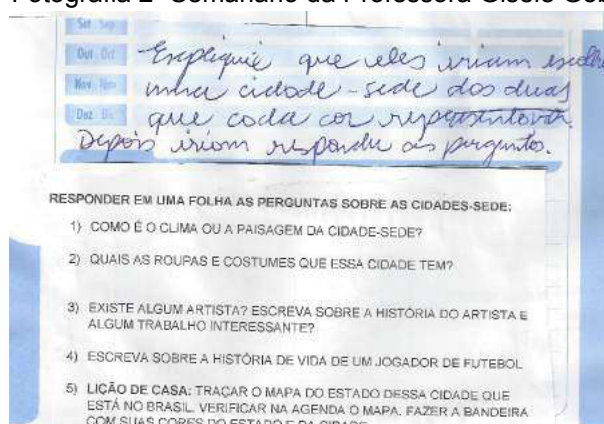 Fotografia 2 Semanário da Professora Gisele
Set Sep
Out Oct
Nov Nov
Dez Dic
Expliquei que eles iriam
uma cidade-sede das duas
que cada cor representava.
Depois iriam responder as perguntas.
RESPONDER EM UMA FOLHA AS PERGUNTAS SOBRE AS CIDADES-SEDE:
1) COMO É O CLIMA OU A PAISAGEM DA CIDADE-SEDE?
2) QUAIS AS ROUPAS E COSTUMES QUE ESSA CIDADE TEM?
3) EXISTE ALGUM ARTISTA? ESCREVA SOBRE A HISTÓRIA DO ARTISTA E
ALGUM TRABALHO INTERESSANTE?
4) ESCREVA SOBRE A HISTÓRIA DE VIDA DE UM JOGADOR DE FUTEBOL
5) LIÇÃO DE CASA: TRAÇAR O MAPA DO ESTADO DESSA CIDADE QUE
ESTÁ NO BRASIL. VERIFICAR NA AGENDA O MAPA. FAZER A BANDEIRA
COM SUAS CORES DO ESTADO E DA CIDADE